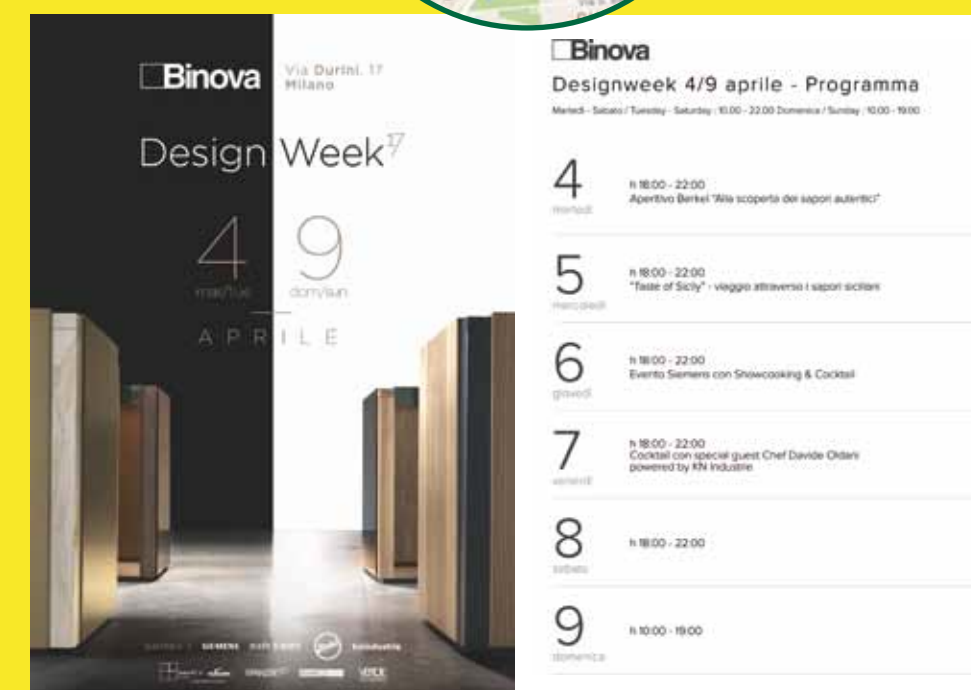 Binova
Via Durini, 17
Milano
Design Week 17
4 9
mar/tue dom/sun
APRILE
SIEMENS
Binova
Designweek 4/9 aprile - Programma
Martedì - Sabato / Tuesday - Saturday : 10.00 - 22.00 Domenica / Sunday : 10.00 - 19.00
4
martedì
h 18:00 - 22:00
Aperitivo Berkel "Alla scoperta dei sapori autentici"
5
mercoledì
h 18:00 - 22:00
"Taste of Sicily" - viaggio attraverso i sapori siciliani
6
giovedì
h 18:00 - 22:00
Evento Siemens con Showcooking & Cocktail
7
venerdì
h 18:00 - 22:00
Cocktail con special guest Chef Davide Oldani
powered by KN Industrie
8
sabato
h 18:00 - 22:00
9
domenica
h 10:00 - 19:00